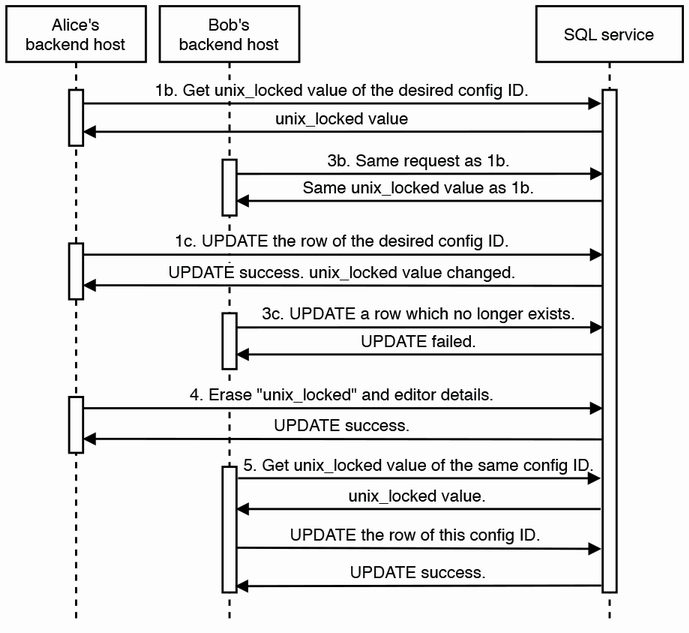 Alice's
backend host
Bob's
backend host
SQL service
1b. Get unix_locked value of the desired config ID.
unix_locked value
3b. Same request as 1b.
Same unix_locked value as 1b.
1c. UPDATE the row of the desired config ID.
UPDATE success. unix_locked value changed.
3c. UPDATE a row which no longer exists.
UPDATE failed.
4. Erase "unix_locked" and editor details.
UPDATE success.
5. Get unix_locked value of the same config ID.
unix_locked value.
UPDATE the row of this config ID.
UPDATE success.